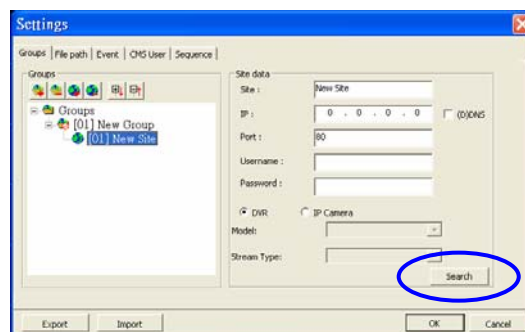 Settings
Groups File path Event CMS User Sequence
Groups
Groups
[01] New Group
[01] New Site
Site data
Site : New Site
IP : 0 . 0 . 0 . 0 (D)DNS
Port : 80
Username :
Password :
DVR IP Camera
Model:
Stream Type:
Search
Export Import OK Cancel